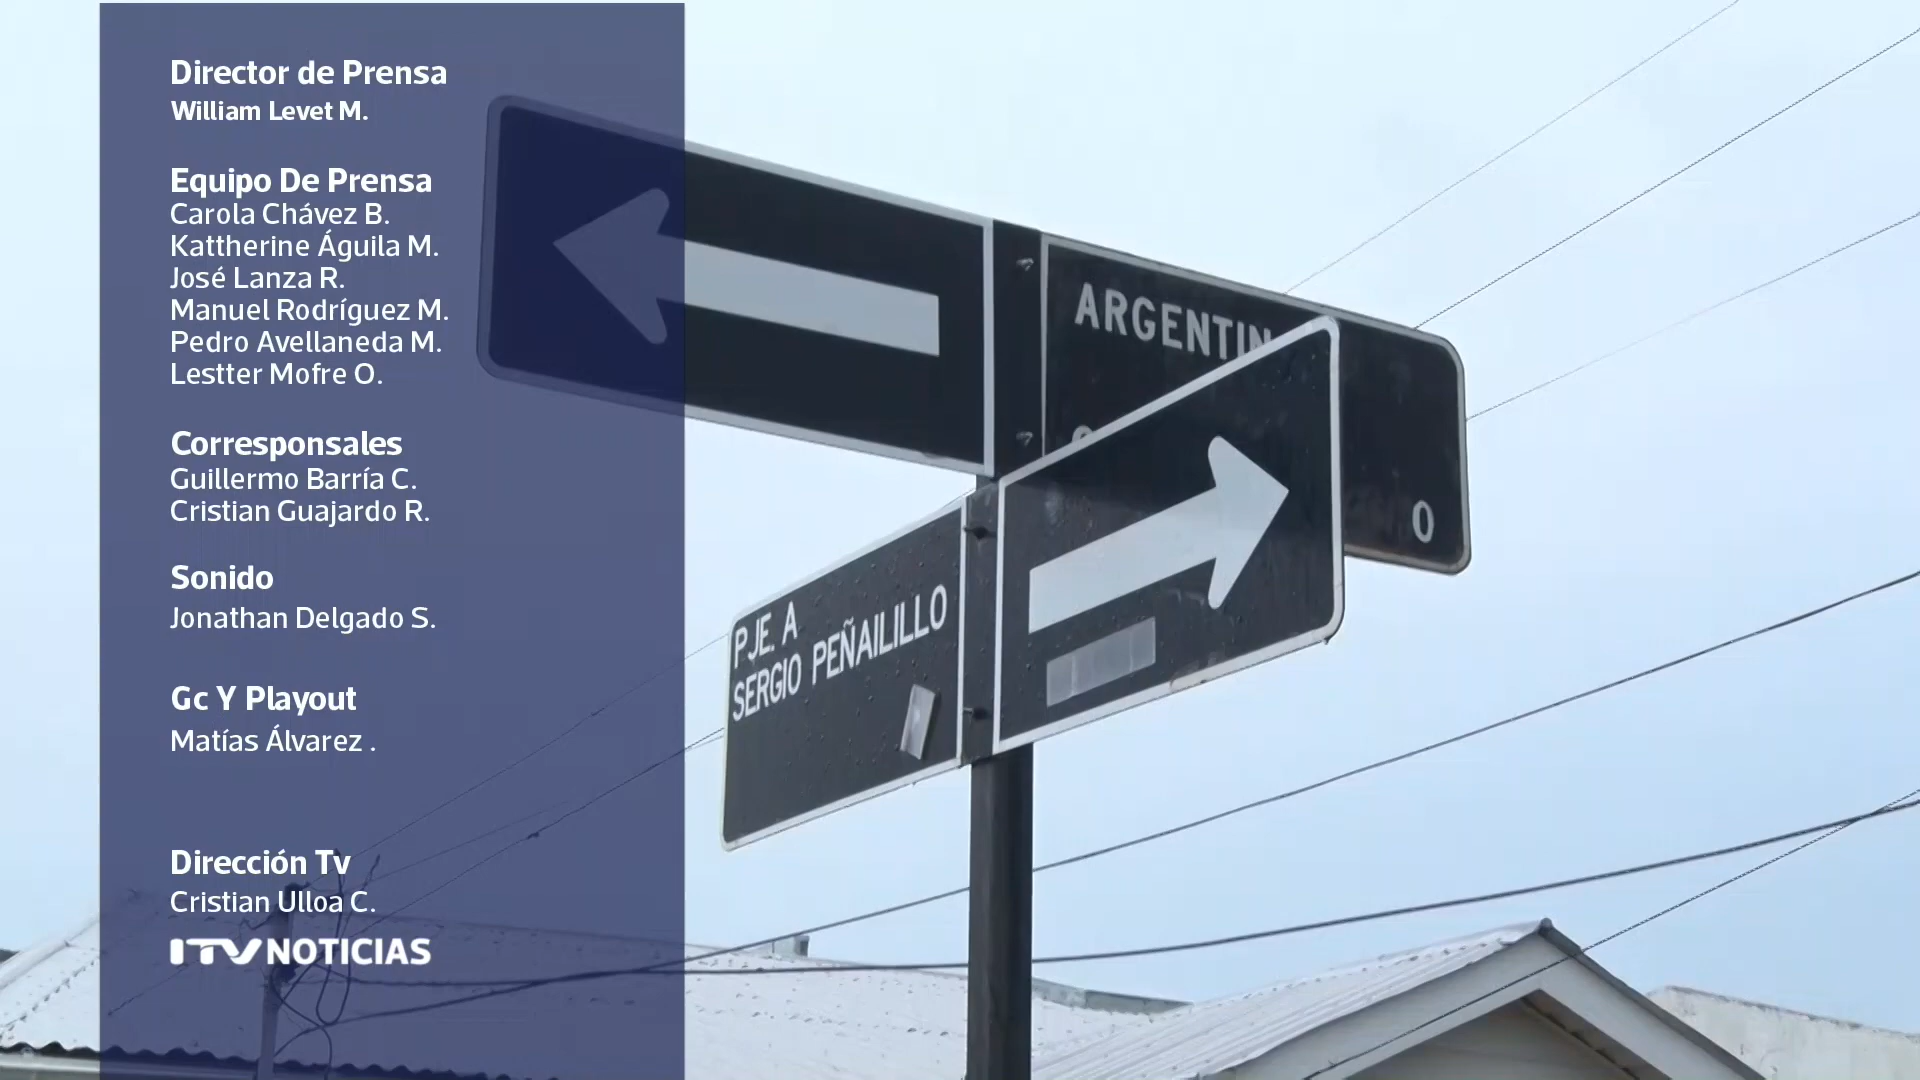 Director de Prensa
William Levet M.
Equipo De Prensa
Carola Chávez B.
Kattherine Águila M.
José Lanza R.
Manuel Rodríguez M.
Pedro Avellaneda M.
Lestter Mofre O.
Corresponsales
Guillermo Barría C.
Cristian Guajardo R.
Sonido
Jonathan Delgado S.
Gc Y Playout
Matías Álvarez .
Dirección Tv
Cristian Ulloa C.
ITV NOTICIAS
ARGENTIN
O
PJE. A
SERGIO PEÑAILILLO